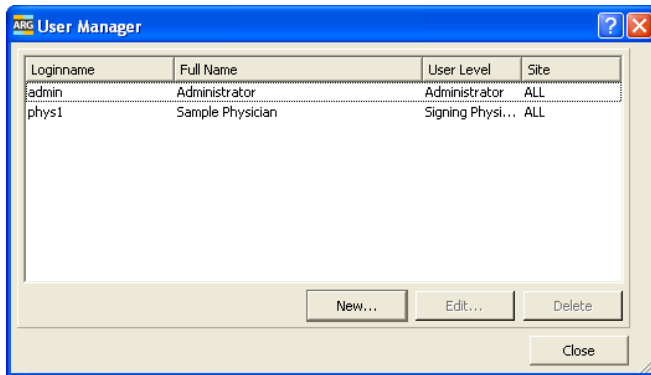 ARG User Manager
Loginname Full Name User Level Site
admin Administrator Administrator ALL
phys1 Sample Physician Signing Physi... ALL
New... Edit... Delete
Close